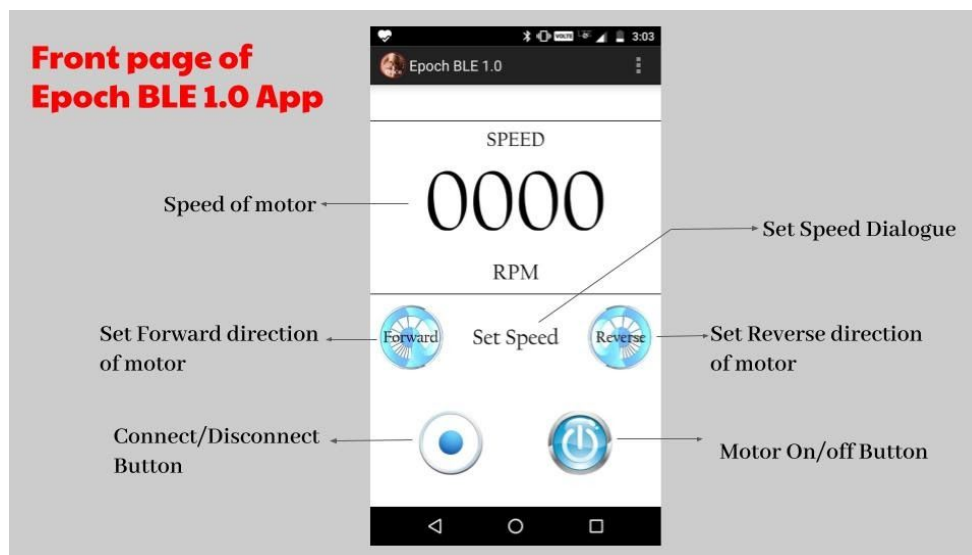 Front page of
Epoch BLE 1.0 App
3:03
Epoch BLE 1.0
SPEED
0000
RPM
Speed of motor
Set Speed Dialogue
Set Forward direction
of motor
Forward
Set Speed
Reverse
Set Reverse direction
of motor
Connect/Disconnect
Button
Motor On/off Button